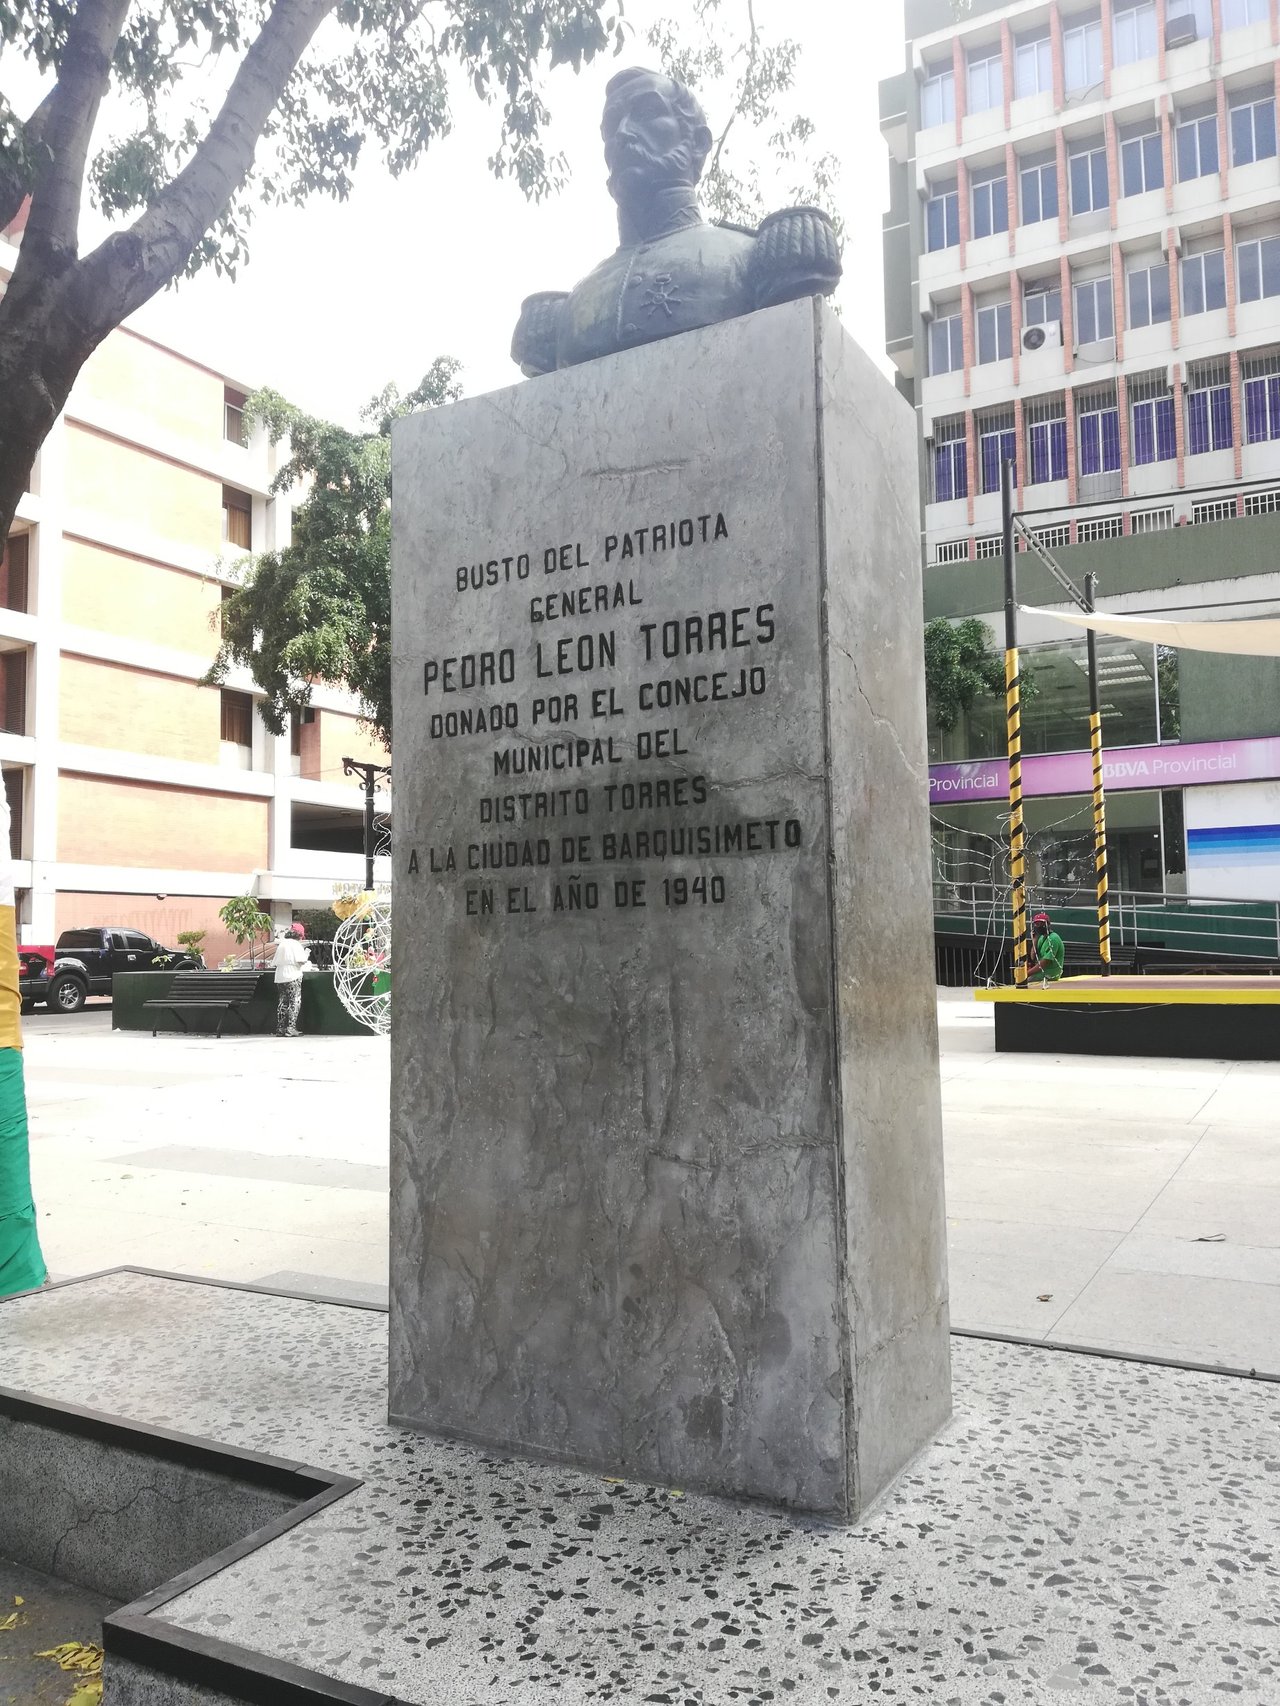 BUSTO DEL PATRIOTA
GENERAL
PEDRO LEON TORRES
DONADO POR EL CONCEJO
MUNICIPAL DEL
DISTRITO TORRES
A LA CIUDAD DE BARQUISIMETO
EN EL AÑO DE 1940
Provincial
BBVA Provincial